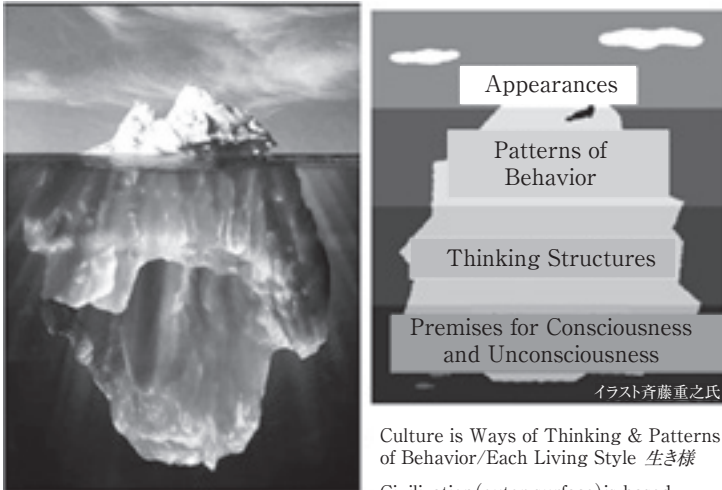 Appearances
Patterns of
Behavior
Thinking Structures
Premises for Consciousness
and Unconsciousness
イラスト斉藤重之氏
Culture is Ways of Thinking & Patterns
of Behavior/Each Living Style 生き様